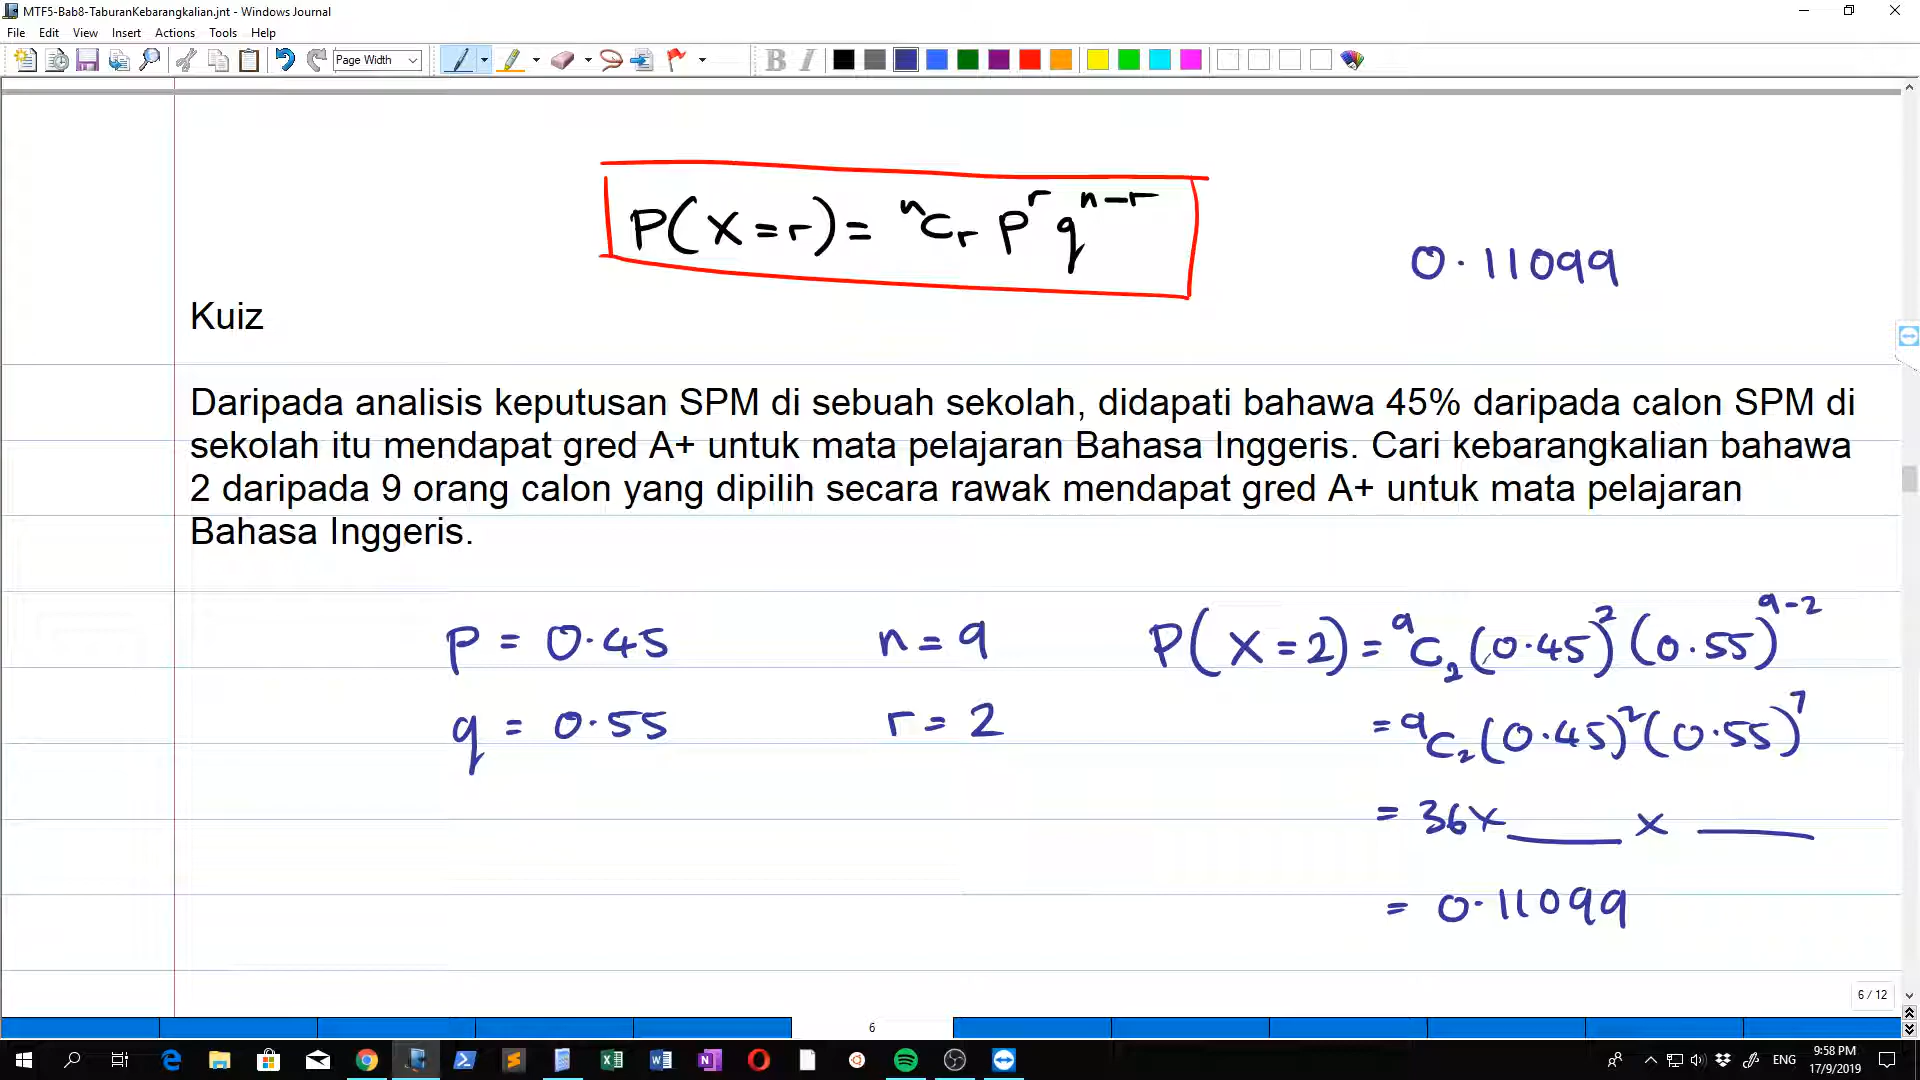 MTF5-Bab8-TaburanKebarangkalian.jnt - Windows Journal
File Edit View Insert Actions Tools Help
Page Width B I
P(X=r) = ⁿCᵣ pʳ qⁿ⁻ʳ
0.11099
Kuiz
Daripada analisis keputusan SPM di sebuah sekolah, didapati bahawa 45% daripada calon SPM di
sekolah itu mendapat gred A+ untuk mata pelajaran Bahasa Inggeris. Cari kebarangkalian bahawa
2 daripada 9 orang calon yang dipilih secara rawak mendapat gred A+ untuk mata pelajaran
Bahasa Inggeris.
p = 0.45 n = 9 P(X=2) = ⁹C₂ (0.45)² (0.55)⁹⁻²
q = 0.55 r = 2 = ⁹C₂ (0.45)² (0.55)⁷
= 36 x ____ x ____
= 0.11099
6 / 12
6
ENG
9:58 PM
17/9/2019